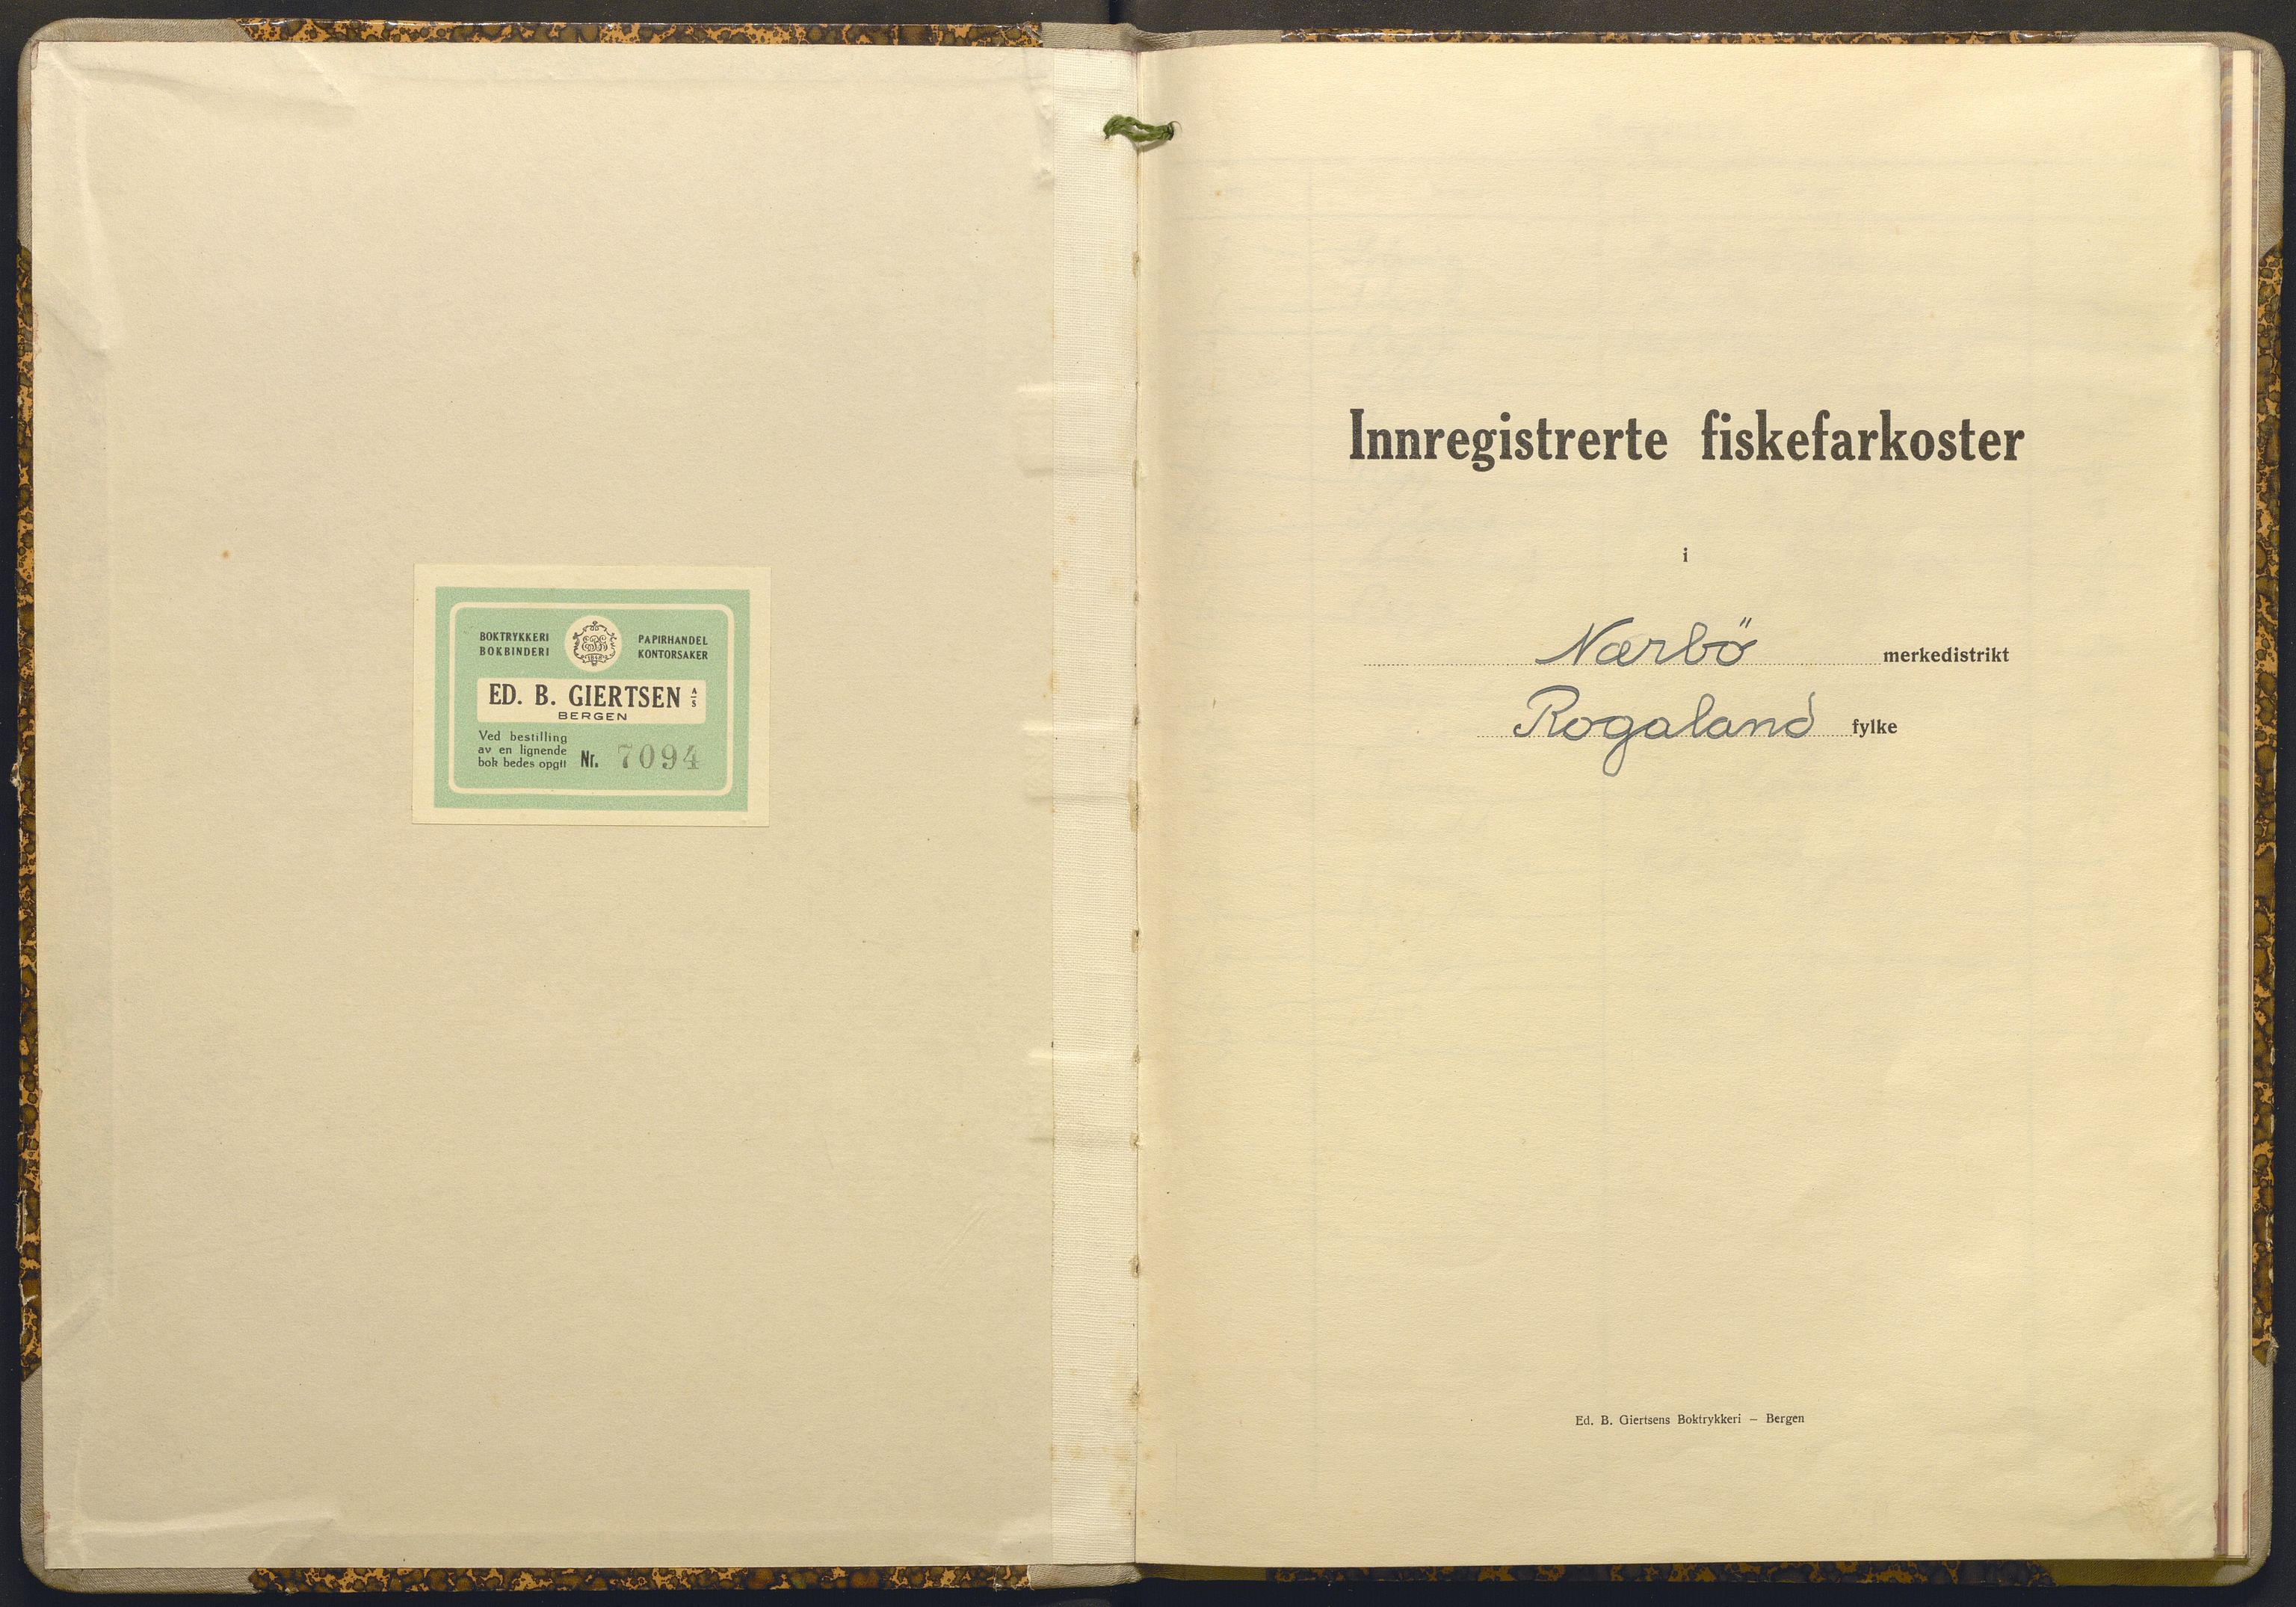 BOKTRYKKERI
BOKBINDERI
PAPIRHANDEL
KONTORSAKER
ED. B. GIERTSEN A/S
BERGEN
Ved bestilling
av en lignende
bok bedes opgit Nr. 7094
Innregistrerte fiskefarkoster
i
Nærbö merkedistrikt
Rogaland fylke
Ed. B. Giertsens Boktrykkeri – Bergen